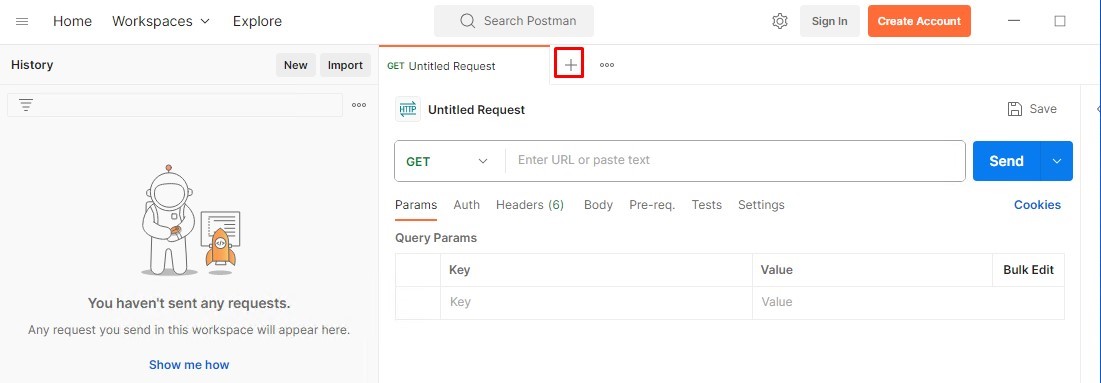 Home Workspaces Explore Search Postman Sign In Create Account
History New Import GET Untitled Request
HTTP Untitled Request Save
GET Enter URL or paste text Send
Params Auth Headers (6) Body Pre-req. Tests Settings Cookies
Query Params
Key Value Bulk Edit
Key Value
</>
You haven't sent any requests.
Any request you send in this workspace will appear here.
Show me how